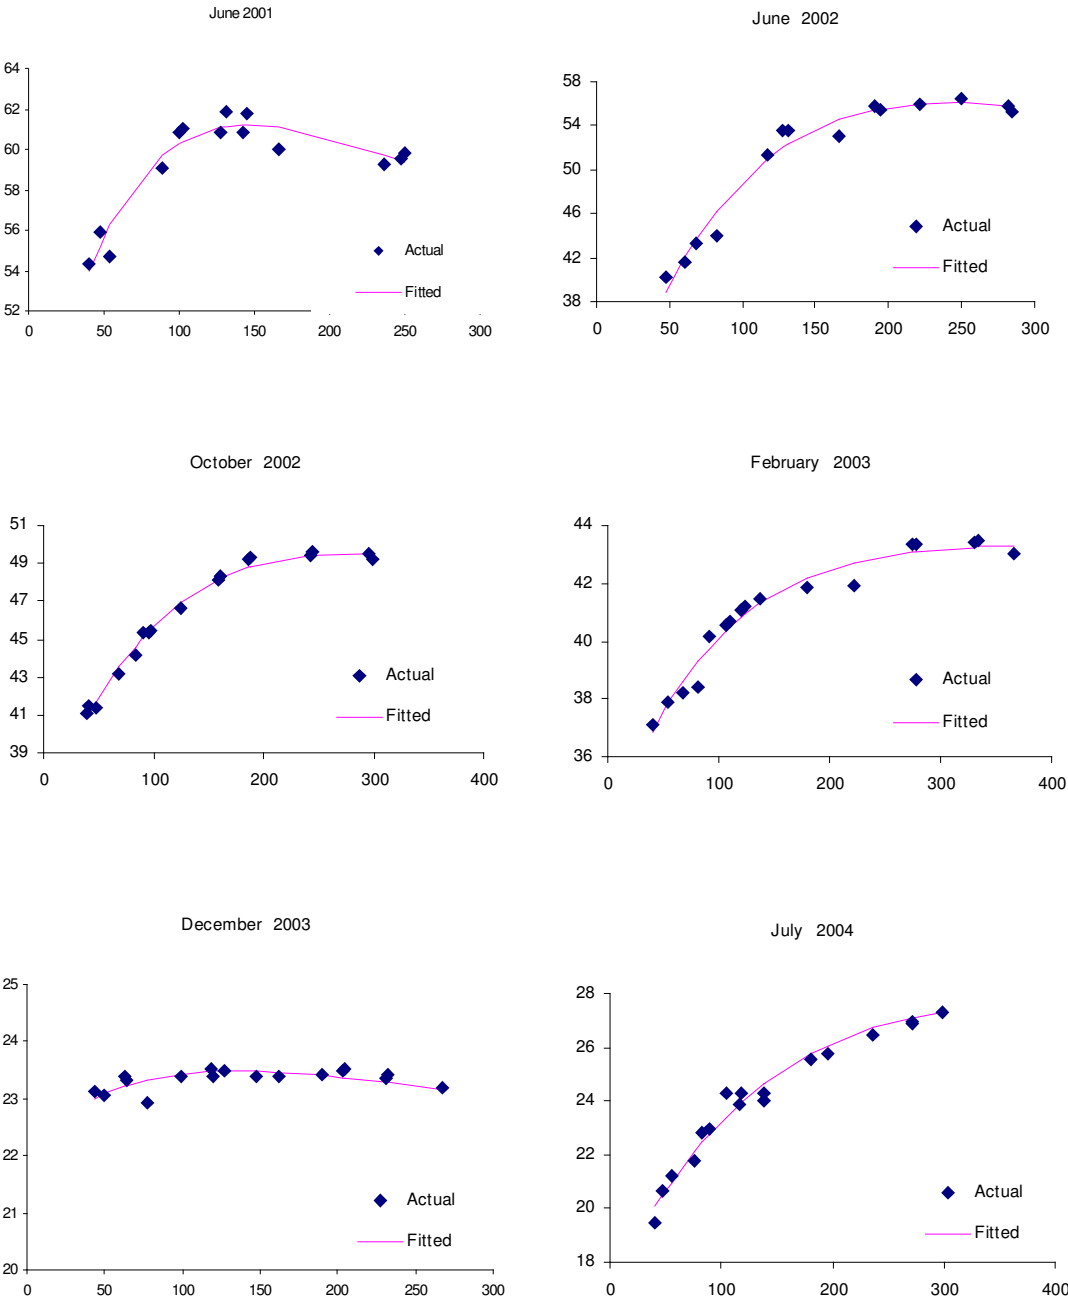 June 2001
64
62
60
58
56
54
52
0 50 100 150 200 250 300
Actual
Fitted
June 2002
58
54
50
46
42
38
0 50 100 150 200 250 300
Actual
Fitted
October 2002
51
49
47
45
43
41
39
0 100 200 300 400
Actual
Fitted
February 2003
44
42
40
38
36
0 100 200 300 400
Actual
Fitted
December 2003
25
24
23
22
21
20
0 50 100 150 200 250 300
Actual
Fitted
July 2004
28
26
24
22
20
18
0 100 200 300 400
Actual
Fitted